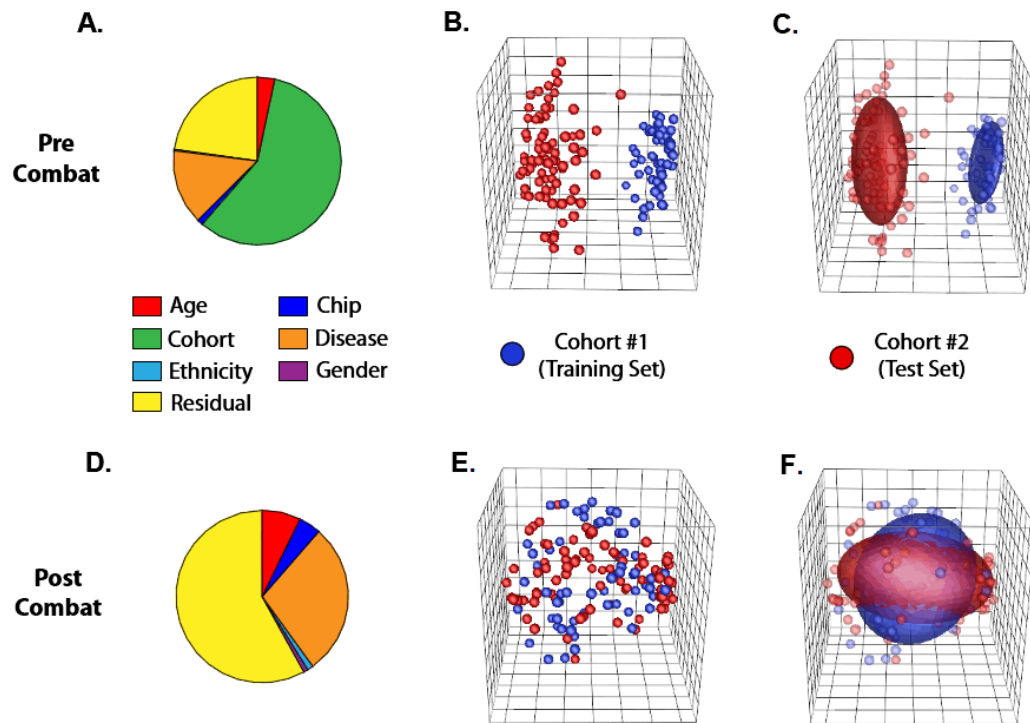 A.
B.
C.
Pre
Combat
Age
Chip
Cohort
Disease
Ethnicity
Gender
Residual
Cohort #1
(Training Set)
Cohort #2
(Test Set)
D.
E.
F.
Post
Combat